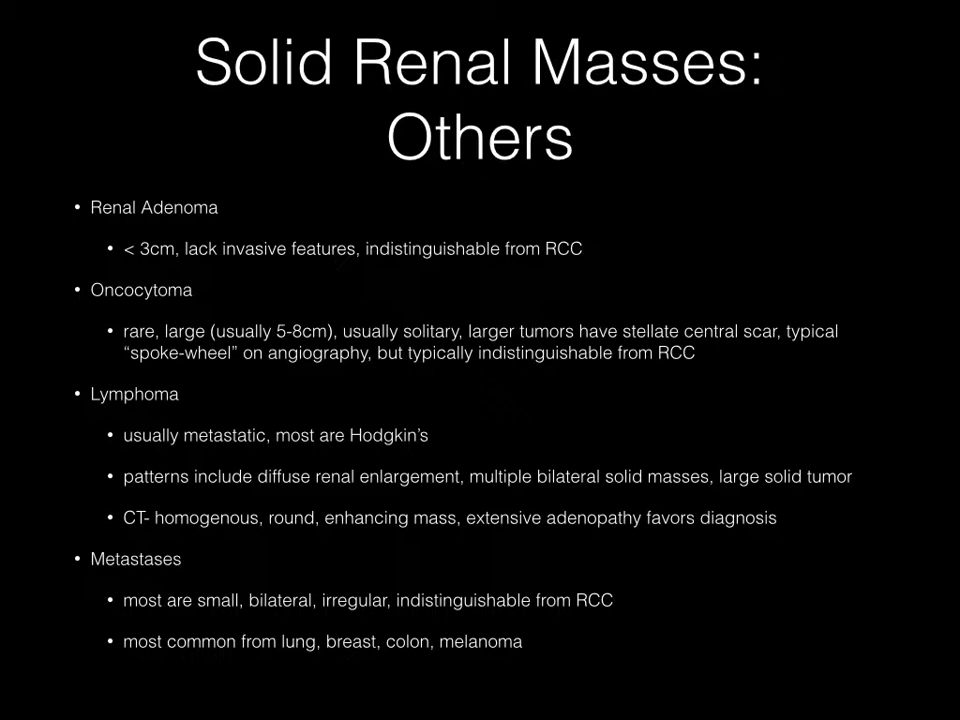 Solid Renal Masses:
Others
• Renal Adenoma
• < 3cm, lack invasive features, indistinguishable from RCC
• Oncocytoma
• rare, large (usually 5-8cm), usually solitary, larger tumors have stellate central scar, typical
“spoke-wheel” on angiography, but typically indistinguishable from RCC
• Lymphoma
• usually metastatic, most are Hodgkin’s
• patterns include diffuse renal enlargement, multiple bilateral solid masses, large solid tumor
• CT- homogenous, round, enhancing mass, extensive adenopathy favors diagnosis
• Metastases
• most are small, bilateral, irregular, indistinguishable from RCC
• most common from lung, breast, colon, melanoma